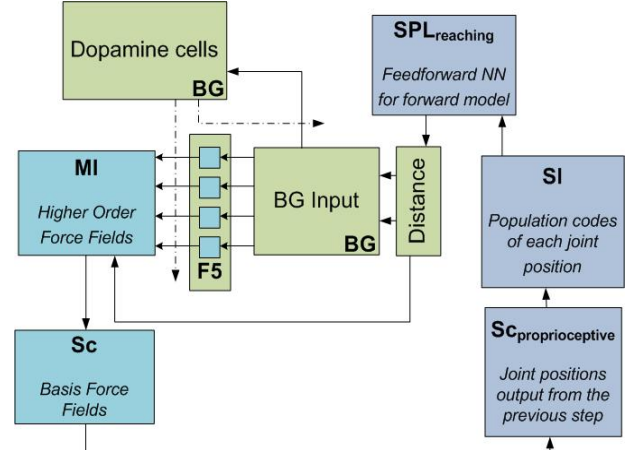 Dopamine cells
BG
SPLreaching
Feedforward NN
for forward model
MI
Higher Order
Force Fields
F5
BG Input
BG
Distance
SI
Population codes
of each joint
position
Sc
Basis Force
Fields
Scproprioceptive
Joint positions
output from the
previous step